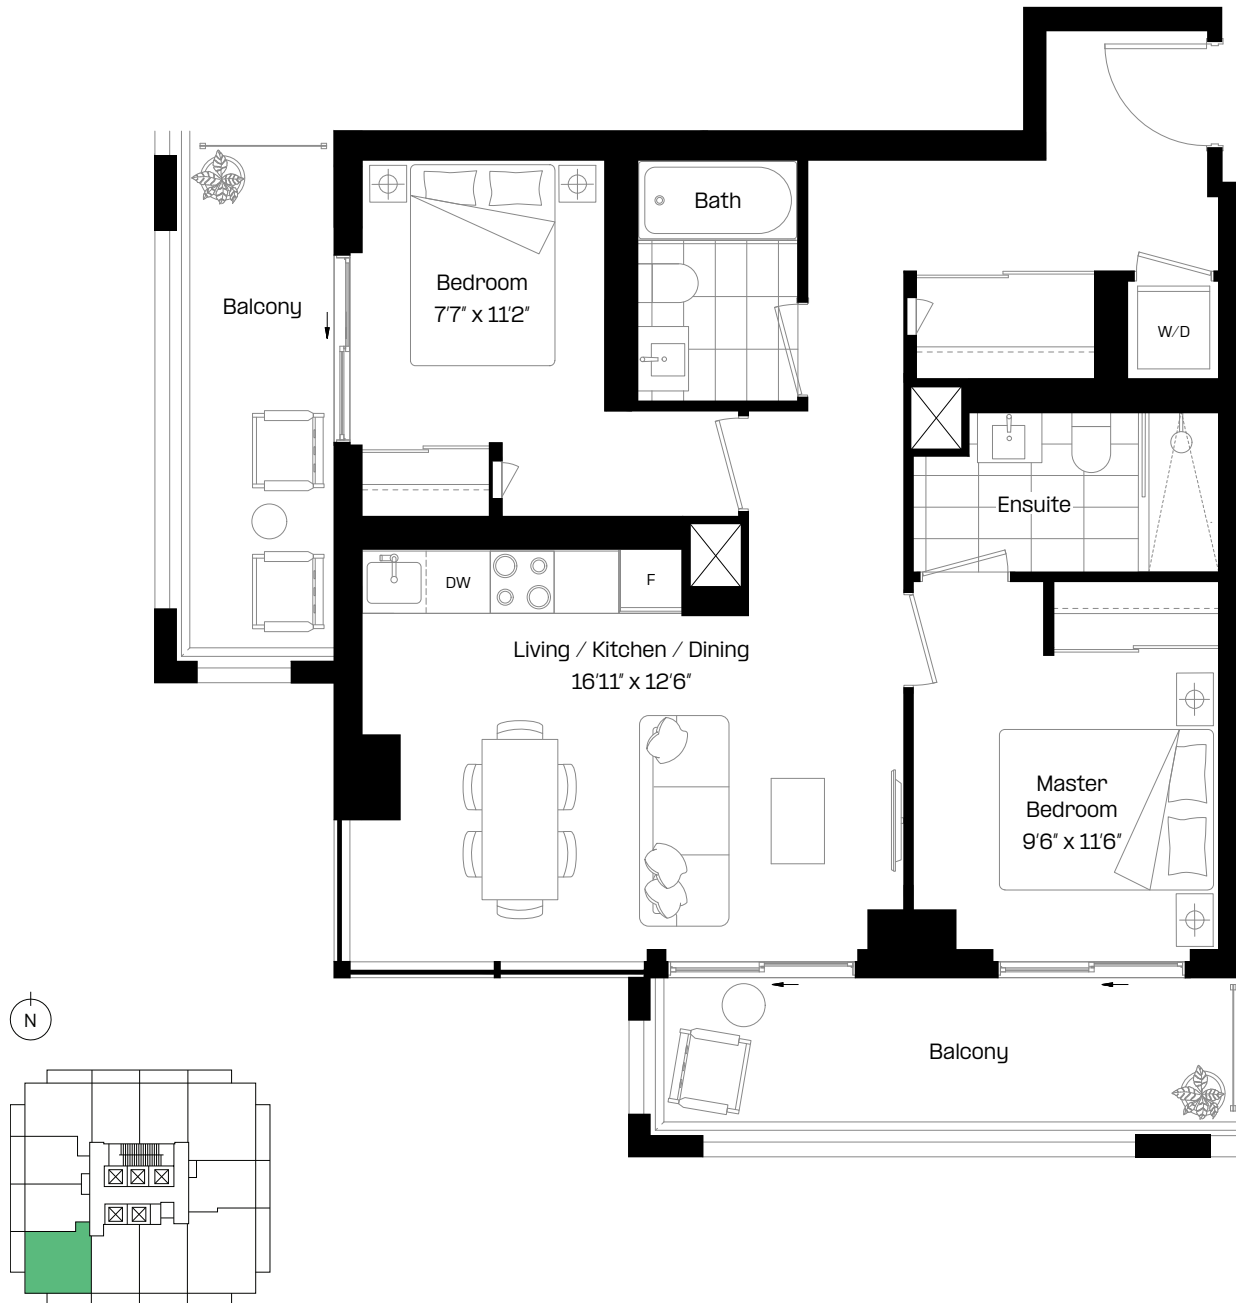 Bath
Bedroom
7'7" x 11'2"
Balcony
W/D
Ensuite
DW
F
Living / Kitchen / Dining
16'11" x 12'6"
Master
Bedroom
9'6" x 11'6"
N
Balcony